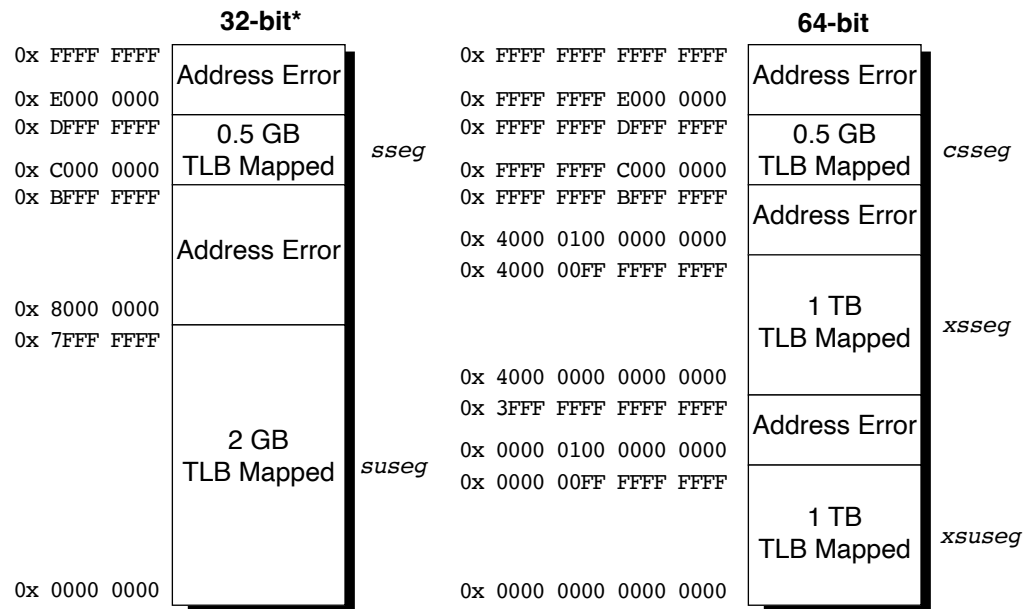 32-bit*
0x FFFF FFFF
Address Error
0x E000 0000
0x DFFF FFFF
0.5 GB
TLB Mapped
sseg
0x C000 0000
0x BFFF FFFF
Address Error
0x 8000 0000
0x 7FFF FFFF
2 GB
TLB Mapped
suseg
0x 0000 0000
64-bit
0x FFFF FFFF FFFF FFFF
Address Error
0x FFFF FFFF E000 0000
0x FFFF FFFF DFFF FFFF
0.5 GB
TLB Mapped
csseg
0x FFFF FFFF C000 0000
0x FFFF FFFF BFFF FFFF
Address Error
0x 4000 0100 0000 0000
0x 4000 00FF FFFF FFFF
1 TB
TLB Mapped
xsseg
0x 4000 0000 0000 0000
0x 3FFF FFFF FFFF FFFF
Address Error
0x 0000 0100 0000 0000
0x 0000 00FF FFFF FFFF
1 TB
TLB Mapped
xsuseg
0x 0000 0000 0000 0000